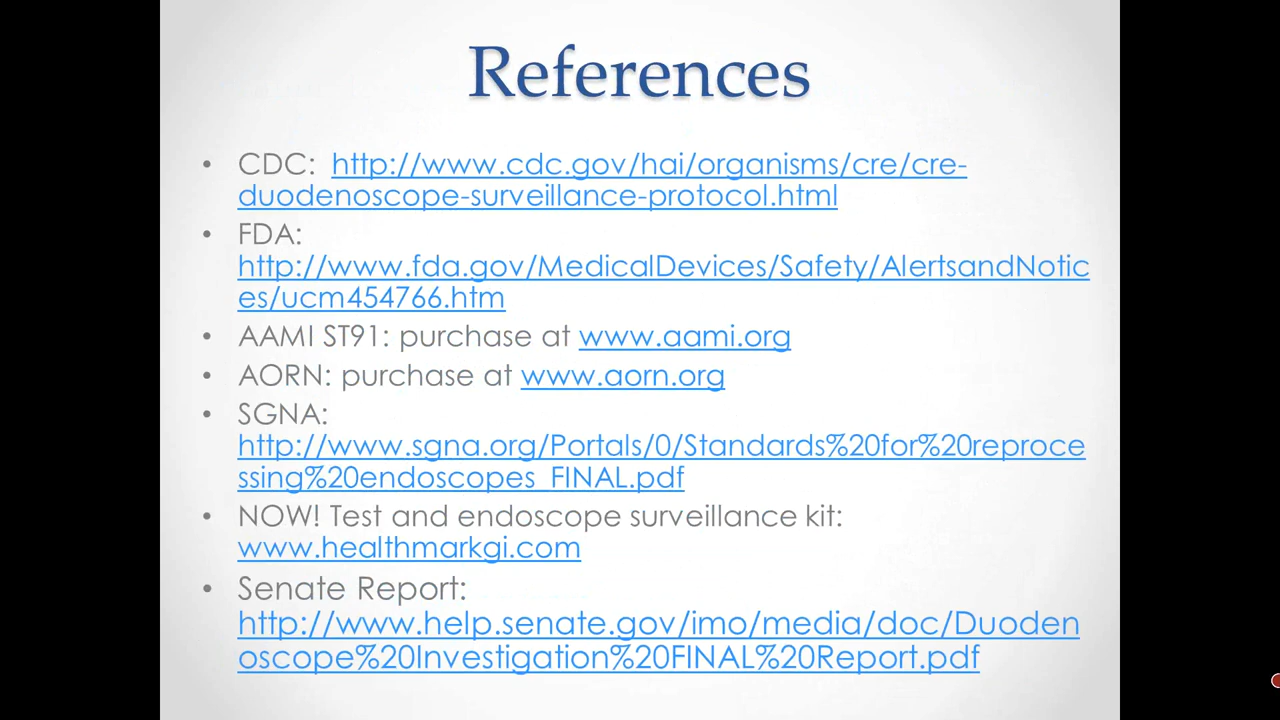 References
• CDC: http://www.cdc.gov/hai/organisms/cre/cre-
duodenoscope-surveillance-protocol.html
• FDA:
http://www.fda.gov/MedicalDevices/Safety/AlertsandNotic
es/ucm454766.htm
• AAMI ST91: purchase at www.aami.org
• AORN: purchase at www.aorn.org
• SGNA:
http://www.sgna.org/Portals/0/Standards%20for%20reproce
ssing%20endoscopes_FINAL.pdf
• NOW! Test and endoscope surveillance kit:
www.healthmarkgi.com
• Senate Report:
http://www.help.senate.gov/imo/media/doc/Duoden
oscope%20Investigation%20FINAL%20Report.pdf